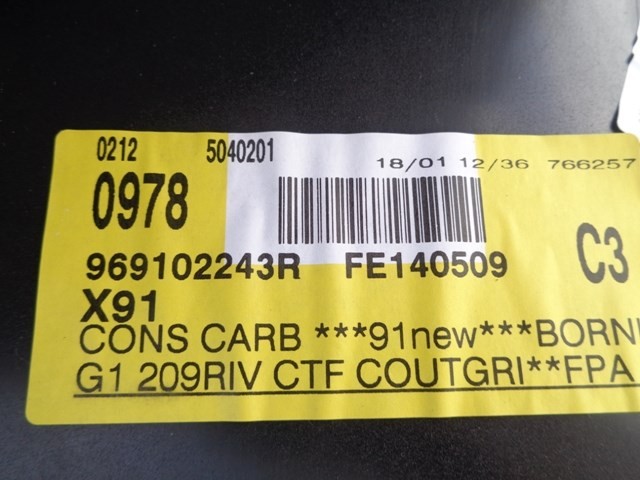 0212 5040201 18/01 12/36 766257
0978
969102243R FE140509 C3
X91
CONS CARB ***91new***BORN
G1 209RIV CTF COUTGRI**FPA